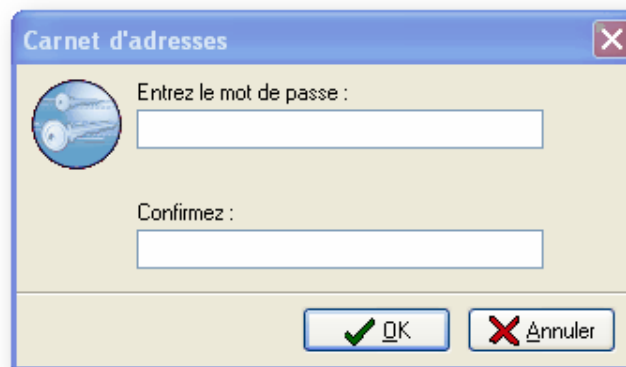 Carnet d'adresses
Entrez le mot de passe :
Confirmez :
OK
Annuler